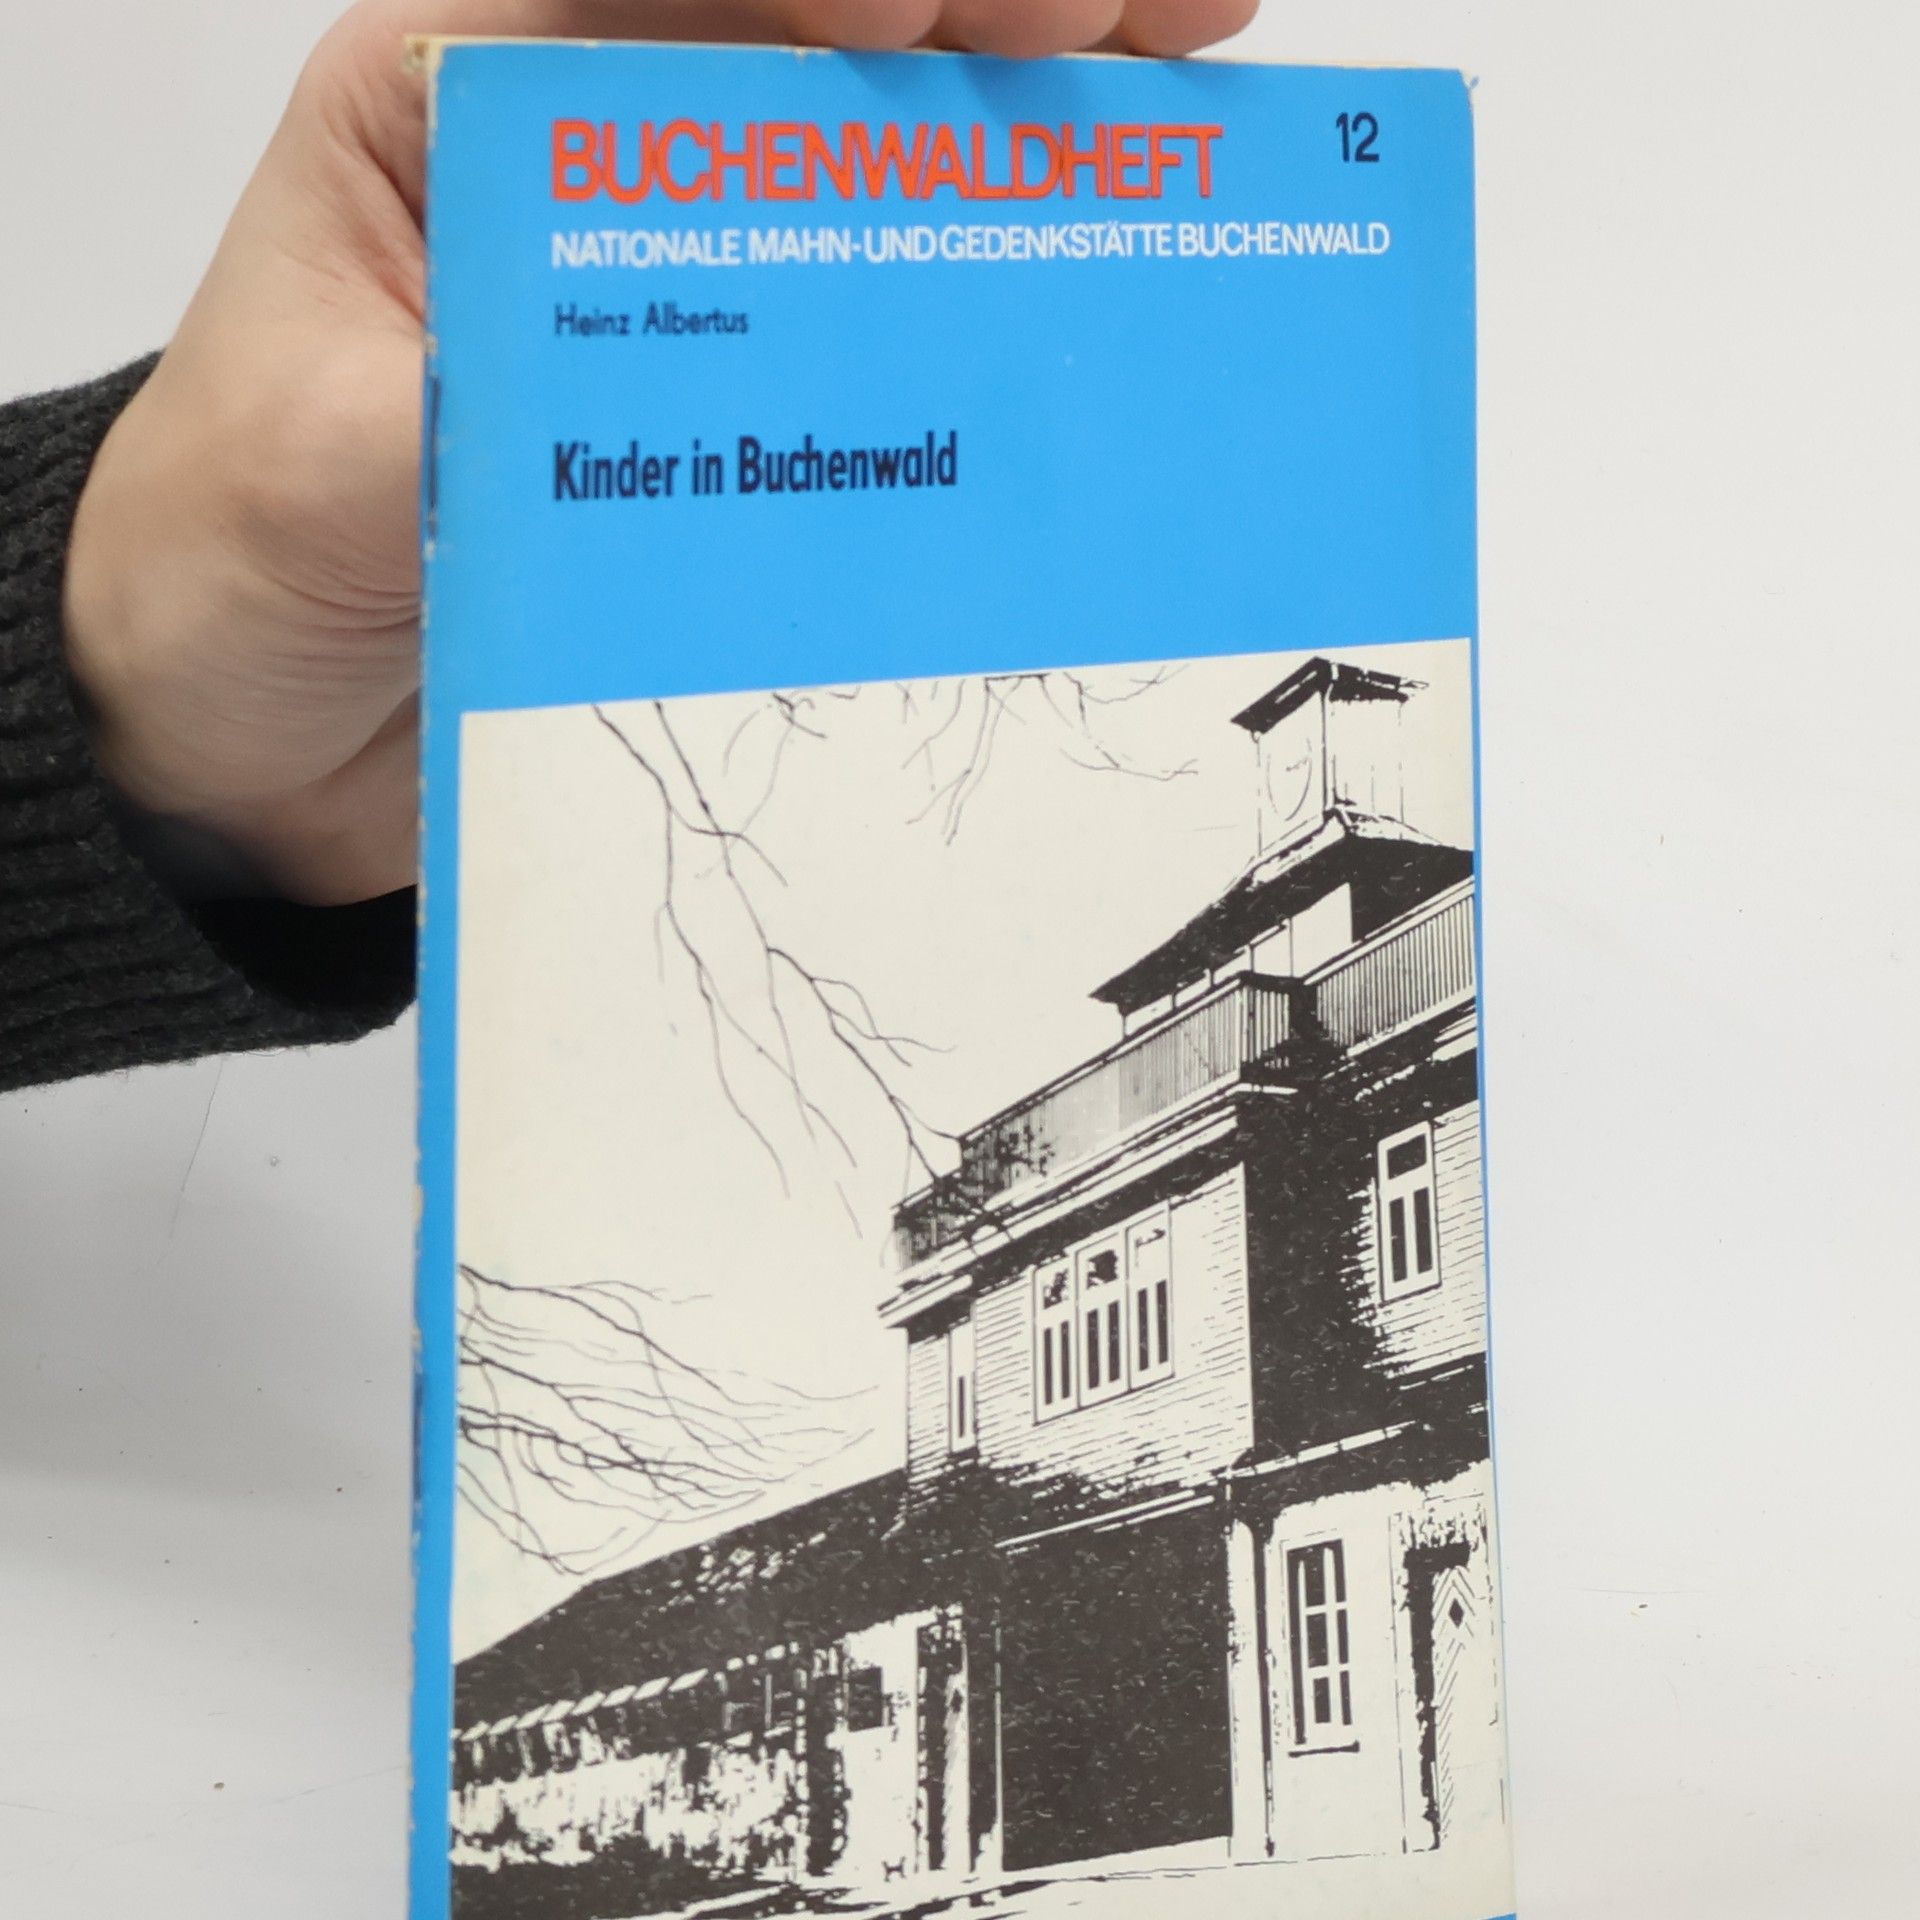 BUCHENWALDHEFT 12
NATIONALE MAHN-UND GEDENKSTÄTTE BUCHENWALD
Heinz Albertus
Kinder in Buchenwald